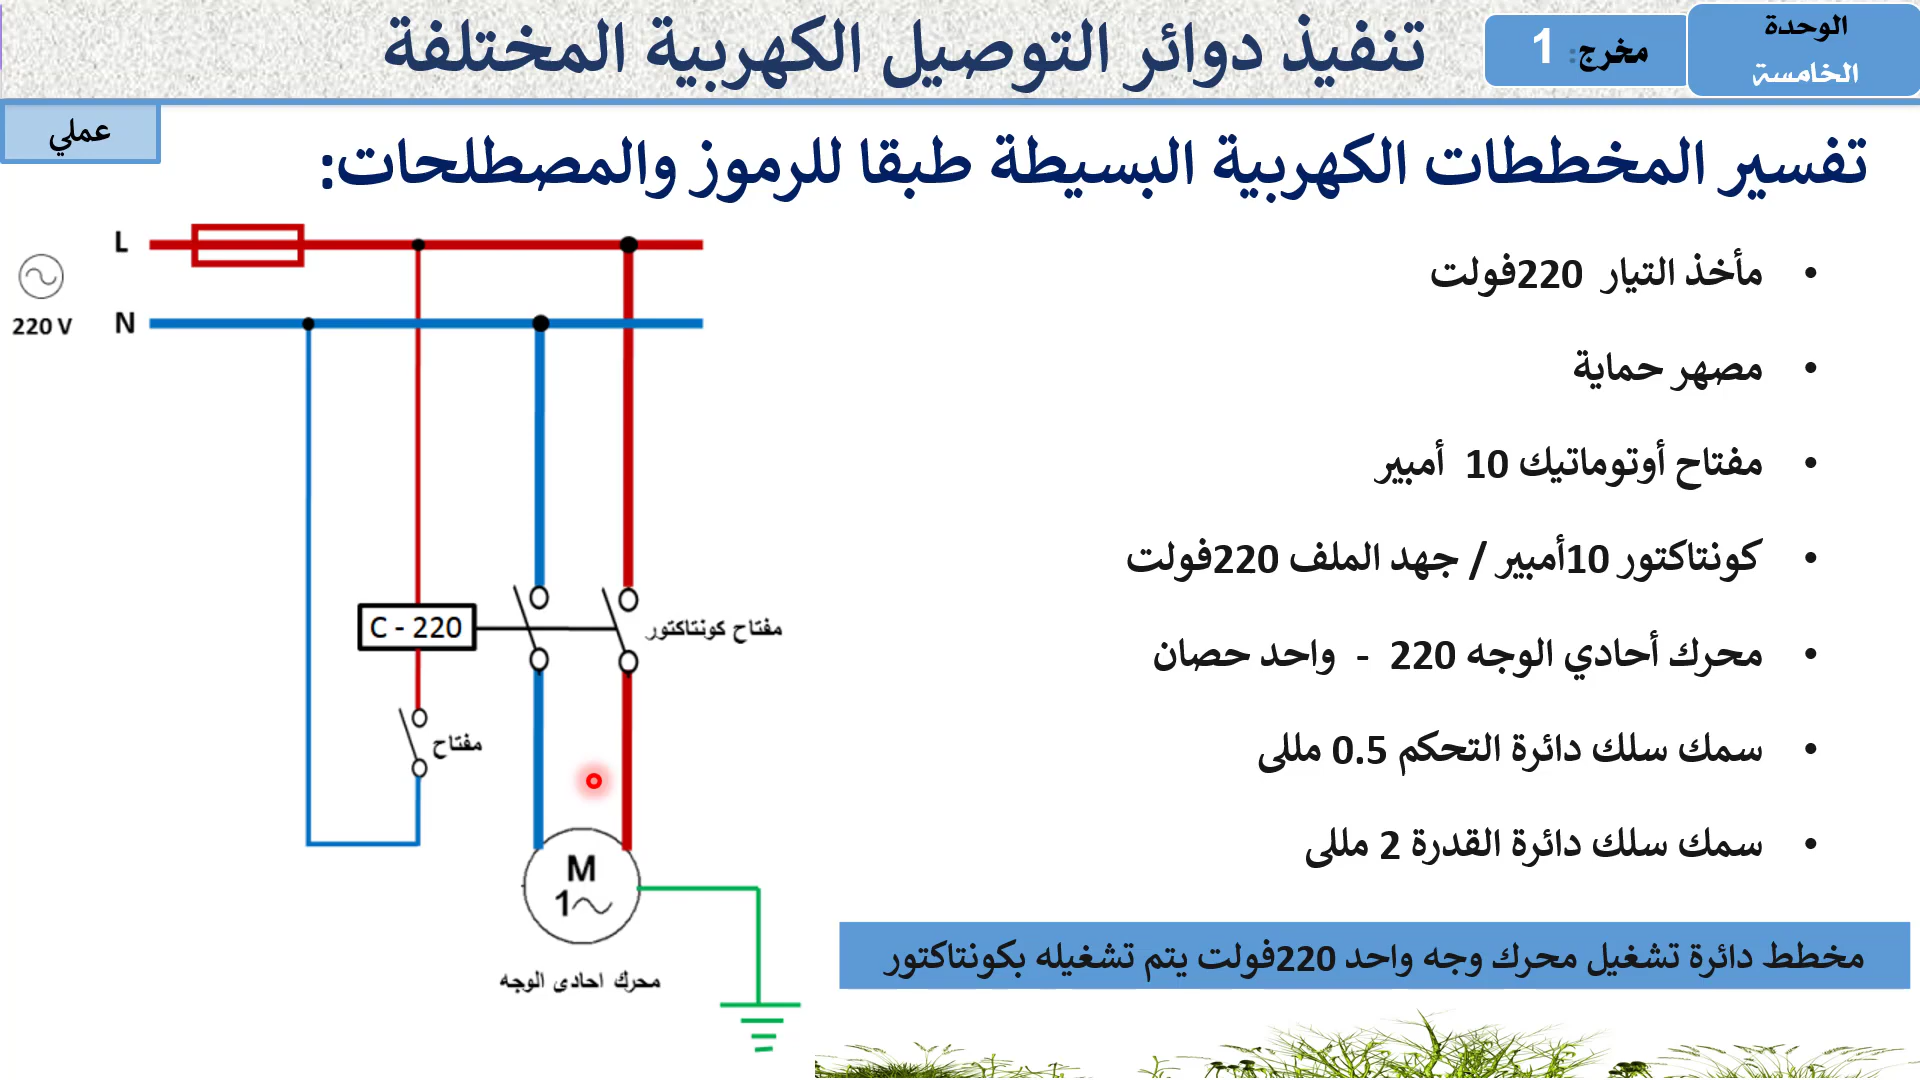 الوحدة
الخامسة
مخرج: 1
تنفيذ دوائر التوصيل الكهربية المختلفة
عملي
تفسير المخططات الكهربية البسيطة طبقا للرموز والمصطلحات:
• مأخذ التيار 220فولت
• مصهر حماية
• مفتاح أوتوماتيك 10 أمبير
• كونتاكتور 10أمبير / جهد الملف 220فولت
• محرك أحادي الوجه 220 - واحد حصان
• سمك سلك دائرة التحكم 0.5 مللى
• سمك سلك دائرة القدرة 2 مللى
مخطط دائرة تشغيل محرك وجه واحد 220فولت يتم تشغيله بكونتاكتور
L
N
220 V
C - 220
مفتاح كونتاكتور
مفتاح
M
1
محرك احادى الوجه